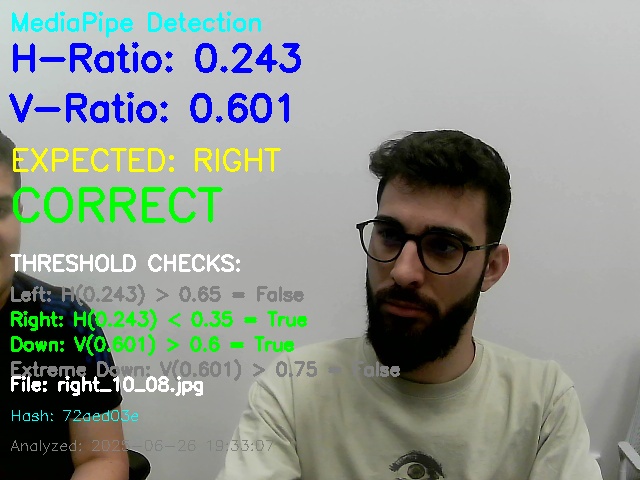 MediaPipe Detection
H-Ratio: 0.243
V-Ratio: 0.601
EXPECTED: RIGHT
CORRECT
THRESHOLD CHECKS:
Left: H(0.243) > 0.65 = False
Right: H(0.243) < 0.35 = True
Down: V(0.601) > 0.6 = True
Extreme Down: V(0.601) > 0.75 = False
File: right_10_08.jpg
Hash: 72aed03e
Analyzed: 2025-06-26 19:33:07